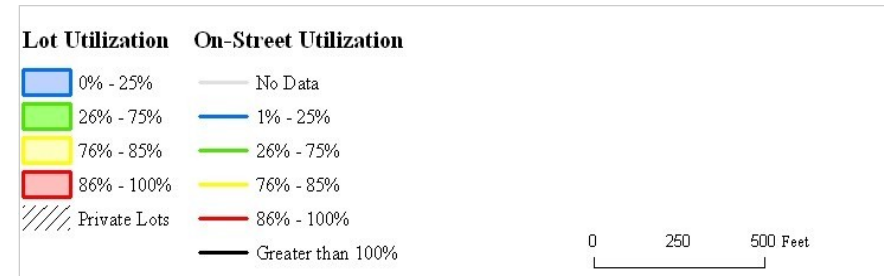 Lot Utilization
0% - 25%
26% - 75%
76% - 85%
86% - 100%
Private Lots
On-Street Utilization
No Data
1% - 25%
26% - 75%
76% - 85%
86% - 100%
Greater than 100%
0 250 500 Feet